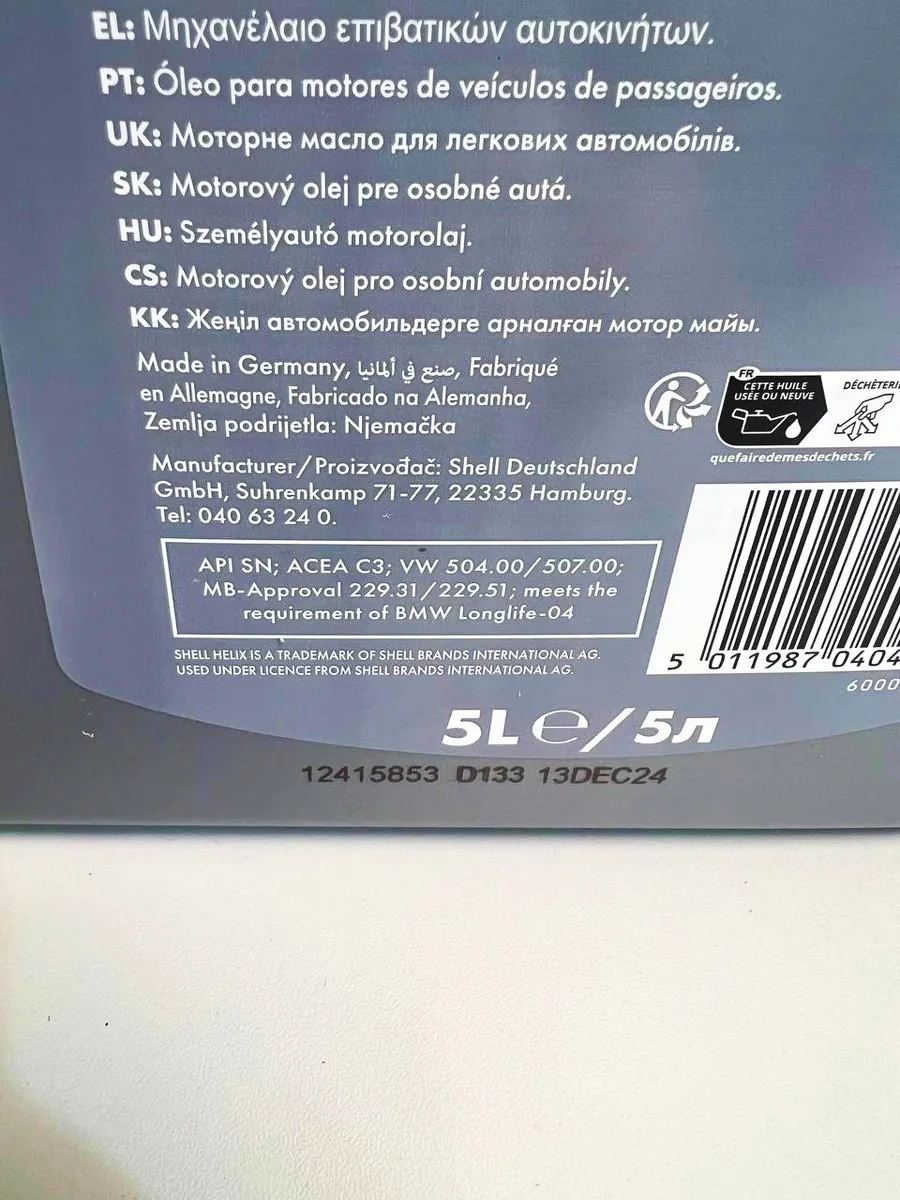 EL: Μηχανέλαιο επιβατικών αυτοκινήτων.
PT: Óleo para motores de veículos de passageiros.
UK: Моторне масло для легкових автомобілів.
SK: Motorový olej pre osobné autá.
HU: Személyautó motorolaj.
CS: Motorový olej pro osobní automobily.
KK: Жеңіл автомобильдерге арналған мотор майы.
Made in Germany, صنع في ألمانيا, Fabriqué
en Allemagne, Fabricado na Alemanha,
Zemlja podrijetla: Njemačka
FR
CETTE HUILE
USÉE OU NEUVE
quefairedemesdechets.fr
Manufacturer/Proizvođač: Shell Deutschland
GmbH, Suhrenkamp 71-77, 22335 Hamburg.
Tel: 040 63 24 0.
API SN; ACEA C3; VW 504.00/507.00;
MB-Approval 229.31/229.51; meets the
requirement of BMW Longlife-04
SHELL HELIX IS A TRADEMARK OF SHELL BRANDS INTERNATIONAL AG.
USED UNDER LICENCE FROM SHELL BRANDS INTERNATIONAL AG.
5 011987 0404
6000
5L ℮/5л
12415853 D133 13DEC24